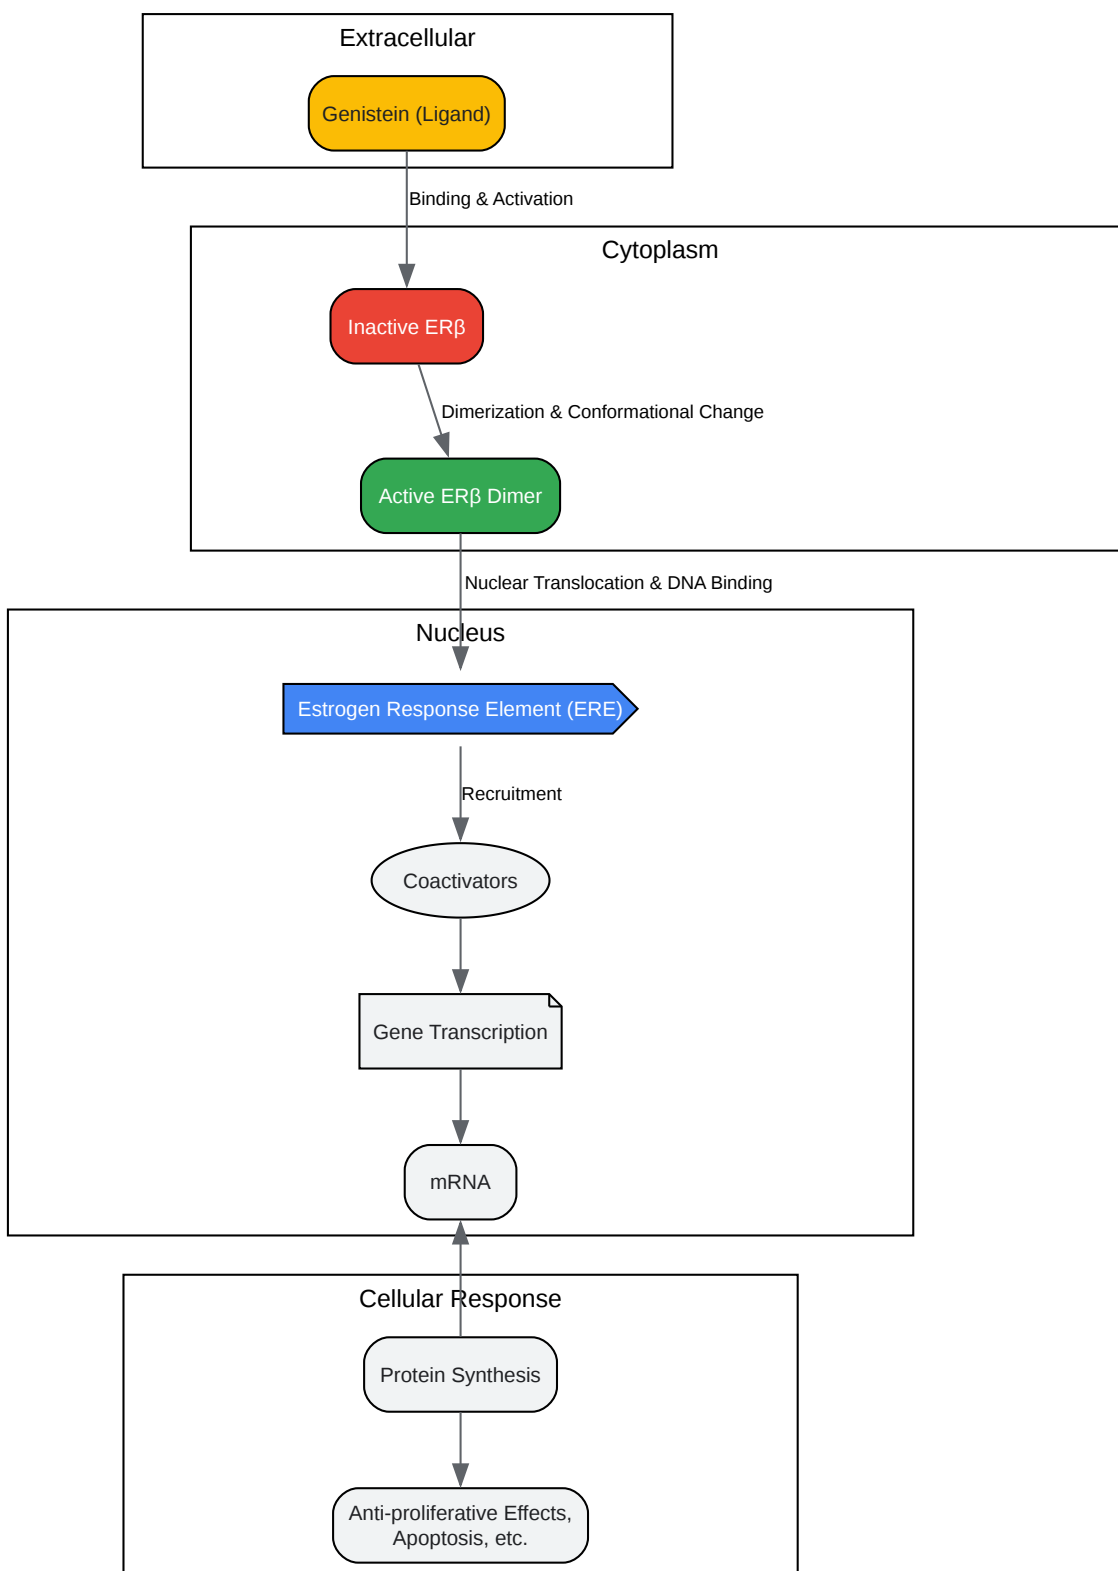 Extracellular
Genistein (Ligand)
Binding & Activation
Cytoplasm
Inactive ERβ
Dimerization & Conformational Change
Active ERβ Dimer
Nuclear Translocation & DNA Binding
Nucleus
Estrogen Response Element (ERE)
Recruitment
Coactivators
Gene Transcription
mRNA
Cellular Response
Protein Synthesis
Anti-proliferative Effects,
Apoptosis, etc.